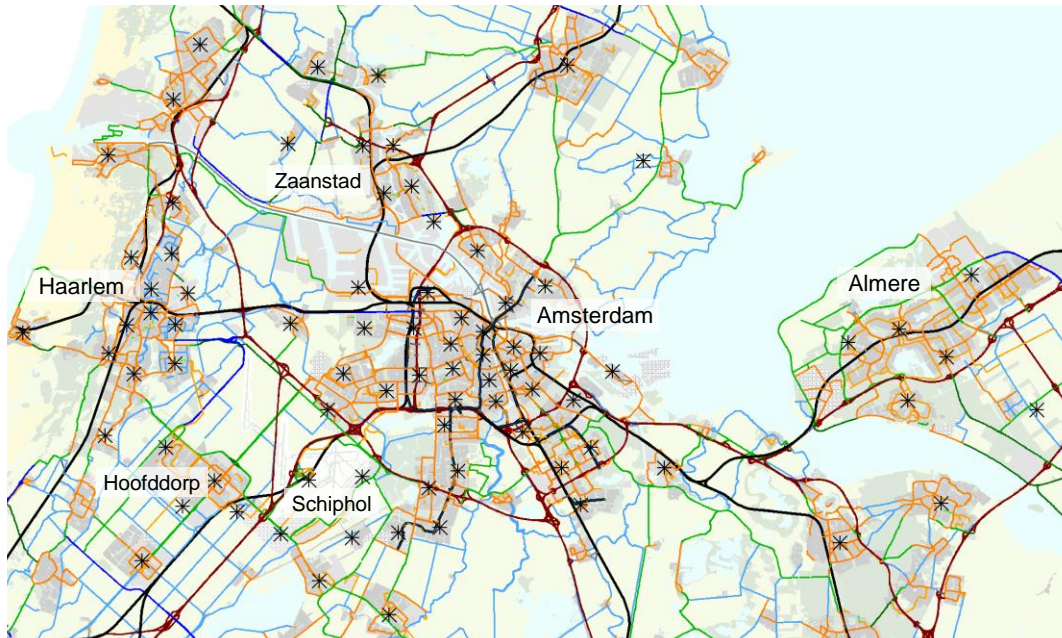 Zaanstad
Haarlem
Almere
Amsterdam
Hoofddorp
Schiphol